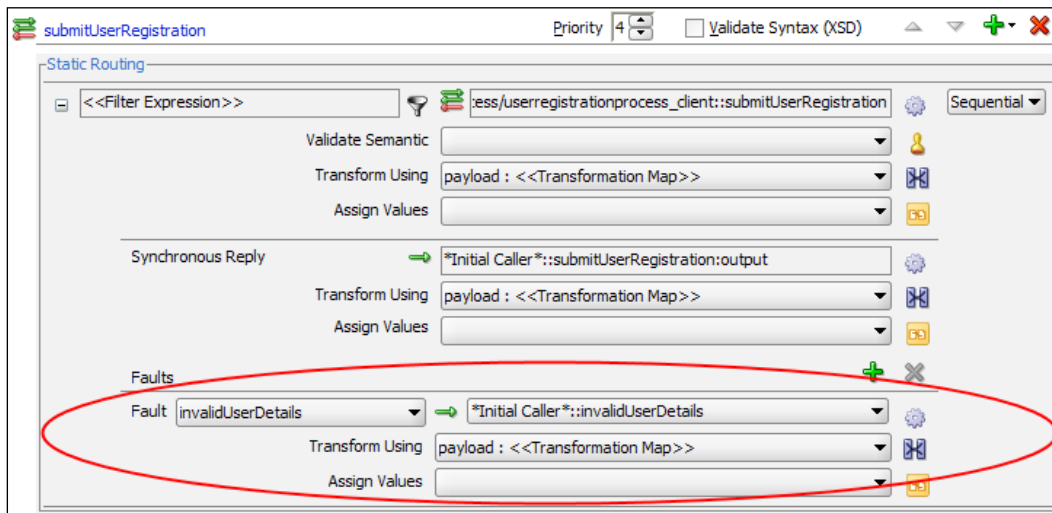 submitUserRegistration Priority 4 Validate Syntax (XSD)
Static Routing
<<Filter Expression>> :ess/userregistrationprocess_client::submitUserRegistration Sequential
Validate Semantic
Transform Using payload : <<Transformation Map>>
Assign Values
Synchronous Reply *Initial Caller*::submitUserRegistration:output
Transform Using payload : <<Transformation Map>>
Assign Values
Faults
Fault invalidUserDetails *Initial Caller*::invalidUserDetails
Transform Using payload : <<Transformation Map>>
Assign Values